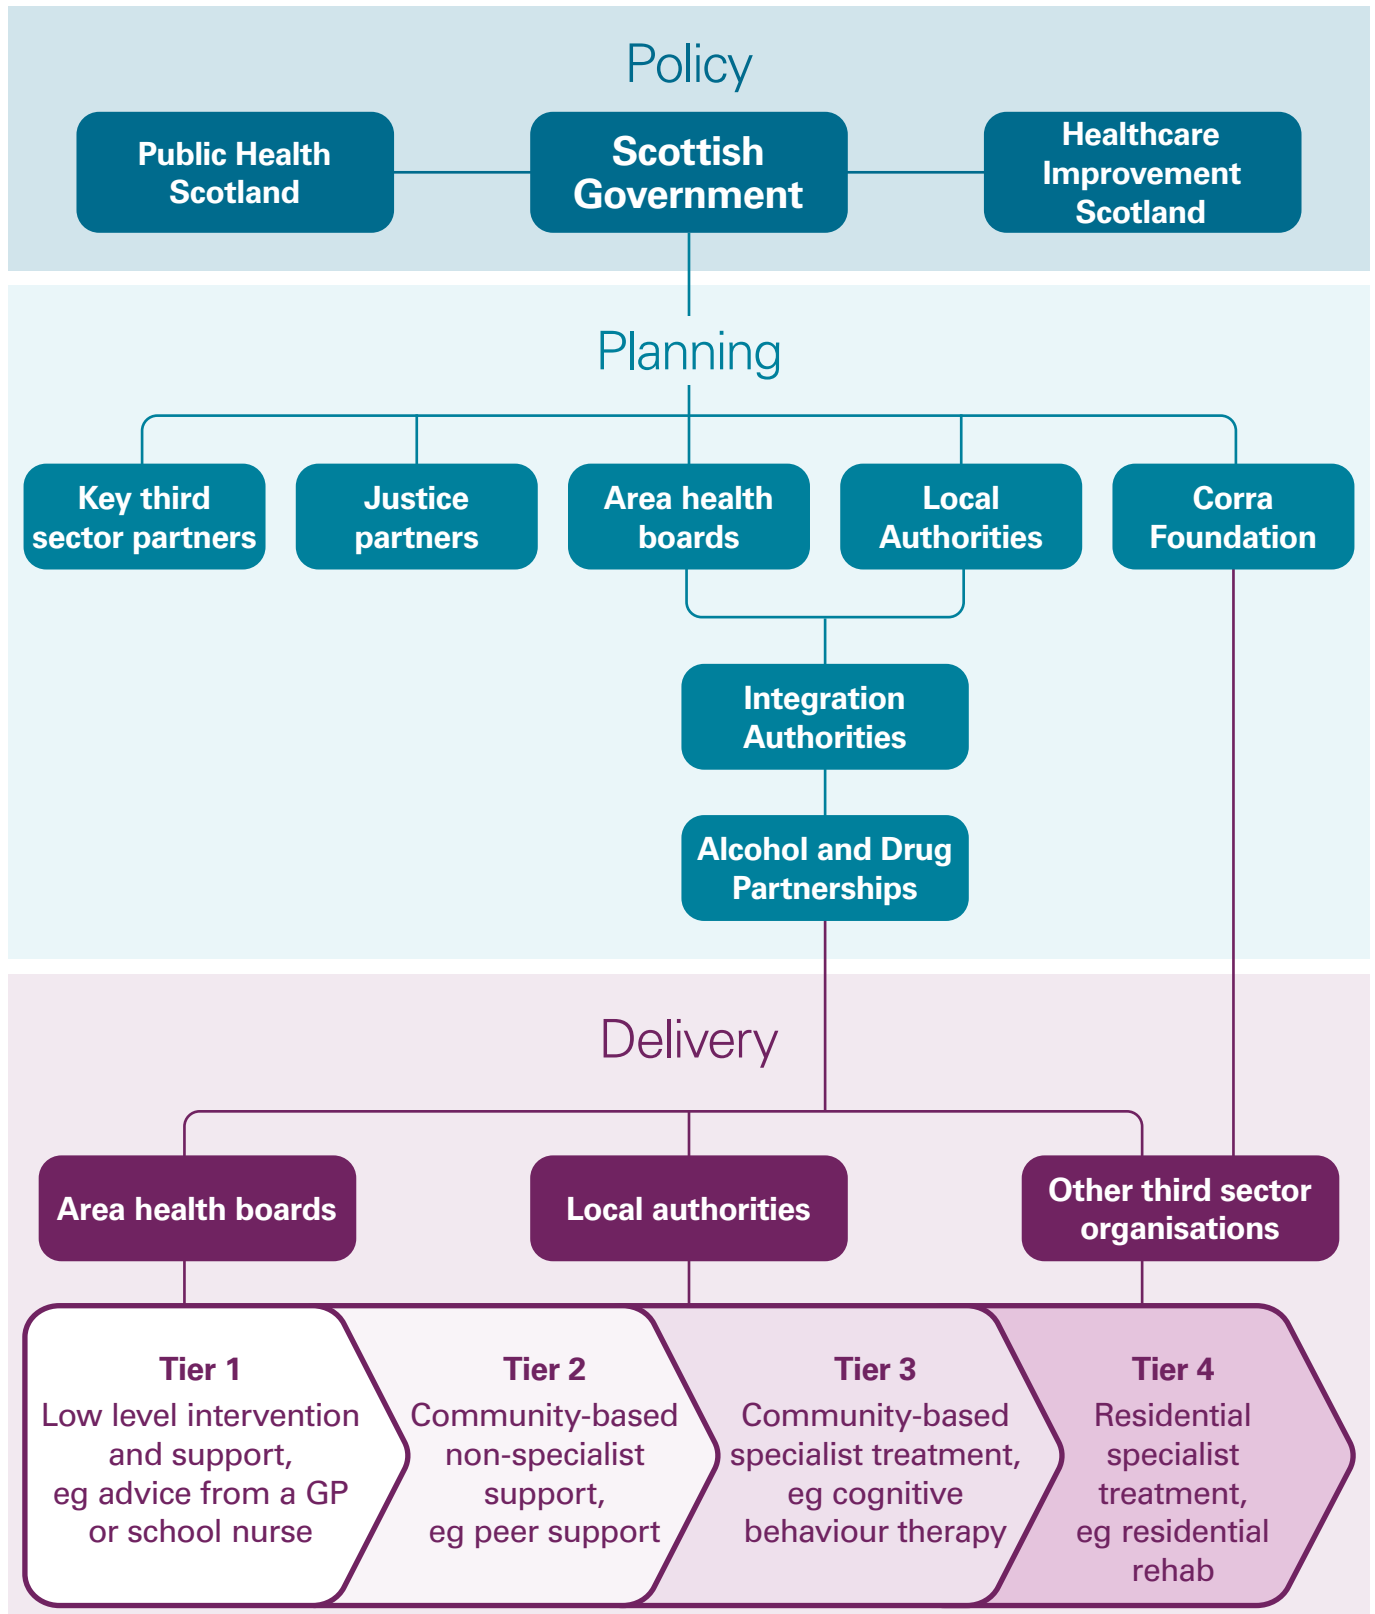 Policy
Public Health
Scotland
Scottish
Government
Healthcare
Improvement
Scotland
Planning
Key third
sector partners
Justice
partners
Area health
boards
Local
Authorities
Corra
Foundation
Integration
Authorities
Alcohol and Drug
Partnerships
Delivery
Area health boards
Local authorities
Other third sector
organisations
Tier 1
Low level intervention
and support,
eg advice from a GP
or school nurse
Tier 2
Community-based
non-specialist
support,
eg peer support
Tier 3
Community-based
specialist treatment,
eg cognitive
behaviour therapy
Tier 4
Residential
specialist
treatment,
eg residential
rehab